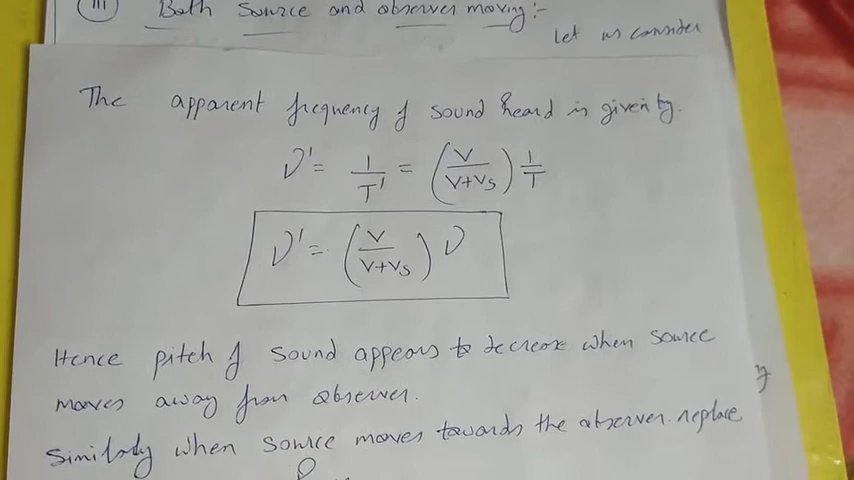 (iii) Both Source and observer moving:-
Let us consider
The apparent frequency of sound heard is given by.
ν' = 1/T' = (V/(V+Vs)) 1/T
ν' = (V/(V+Vs)) ν
Hence pitch of sound appears to decrease when source
moves away from observer.
Similarly when source moves towards the observer. replace